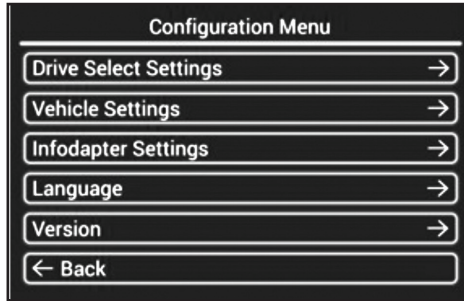 Configuration Menu
Drive Select Settings →
Vehicle Settings →
Infodapter Settings →
Language →
Version →
← Back